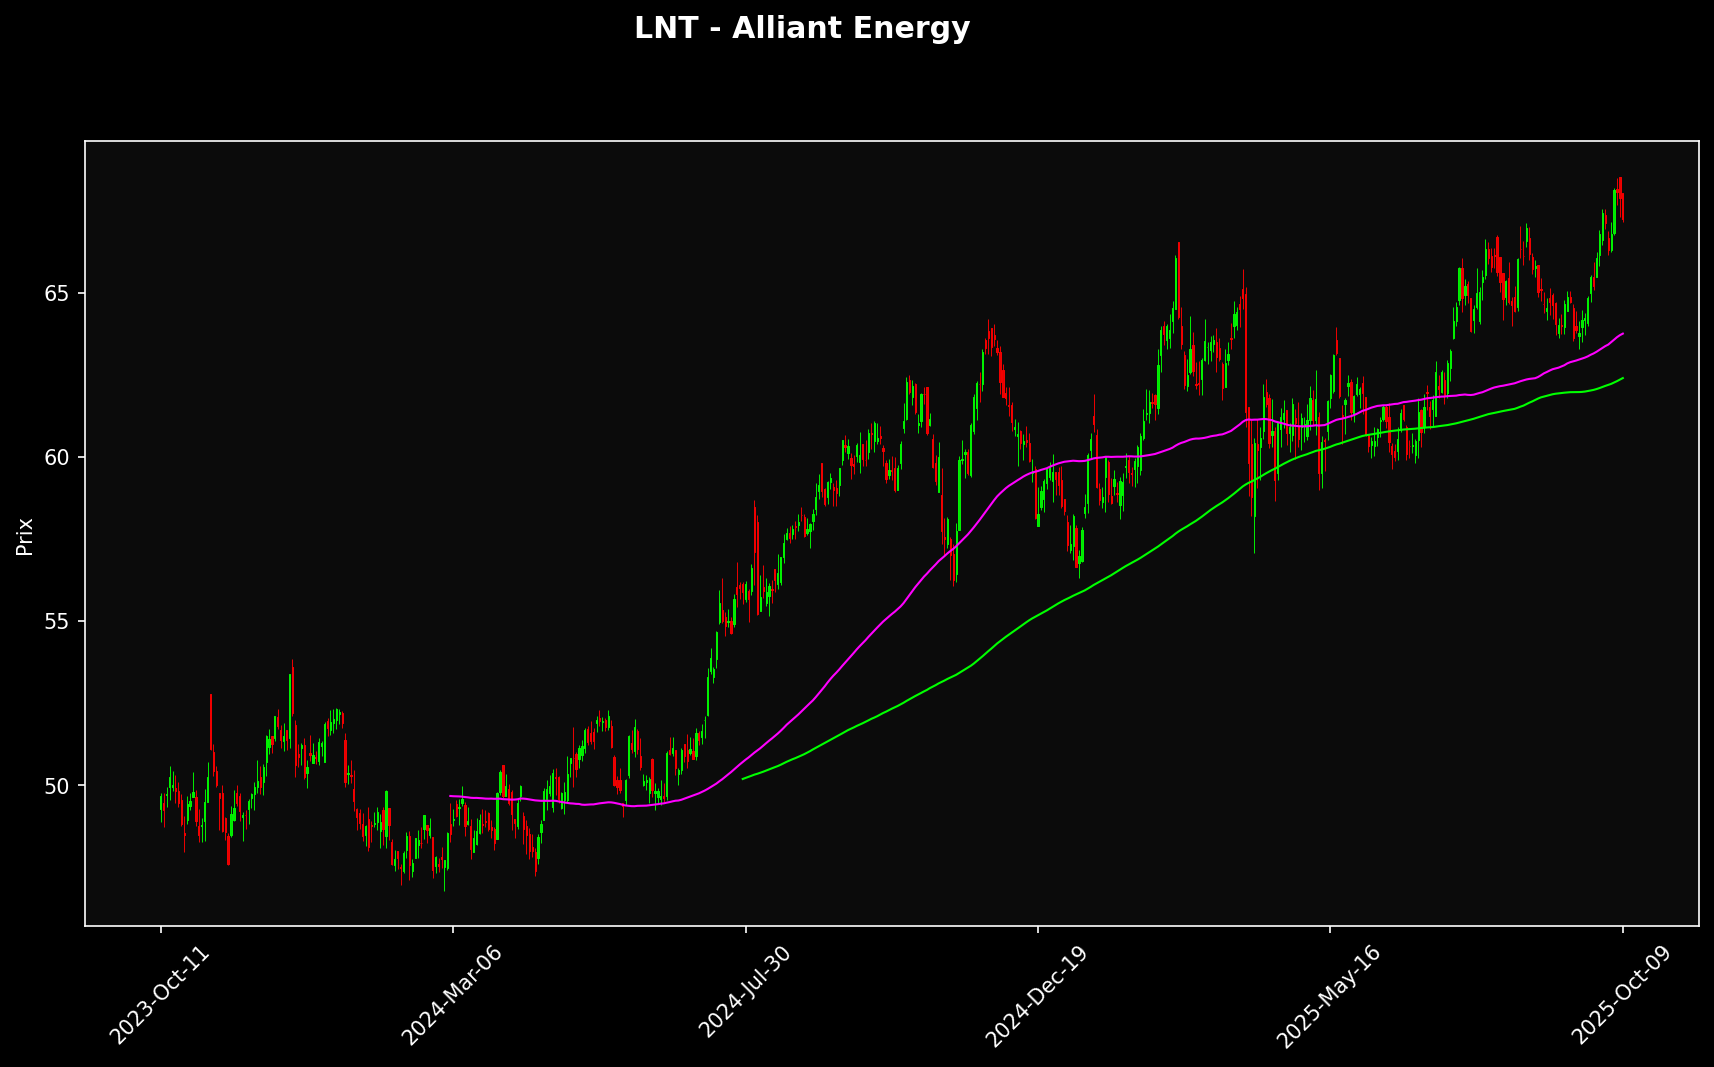 LNT - Alliant Energy
Prix
65
60
55
50
2023-Oct-11
2024-Mar-06
2024-Jul-30
2024-Dec-19
2025-May-16
2025-Oct-09